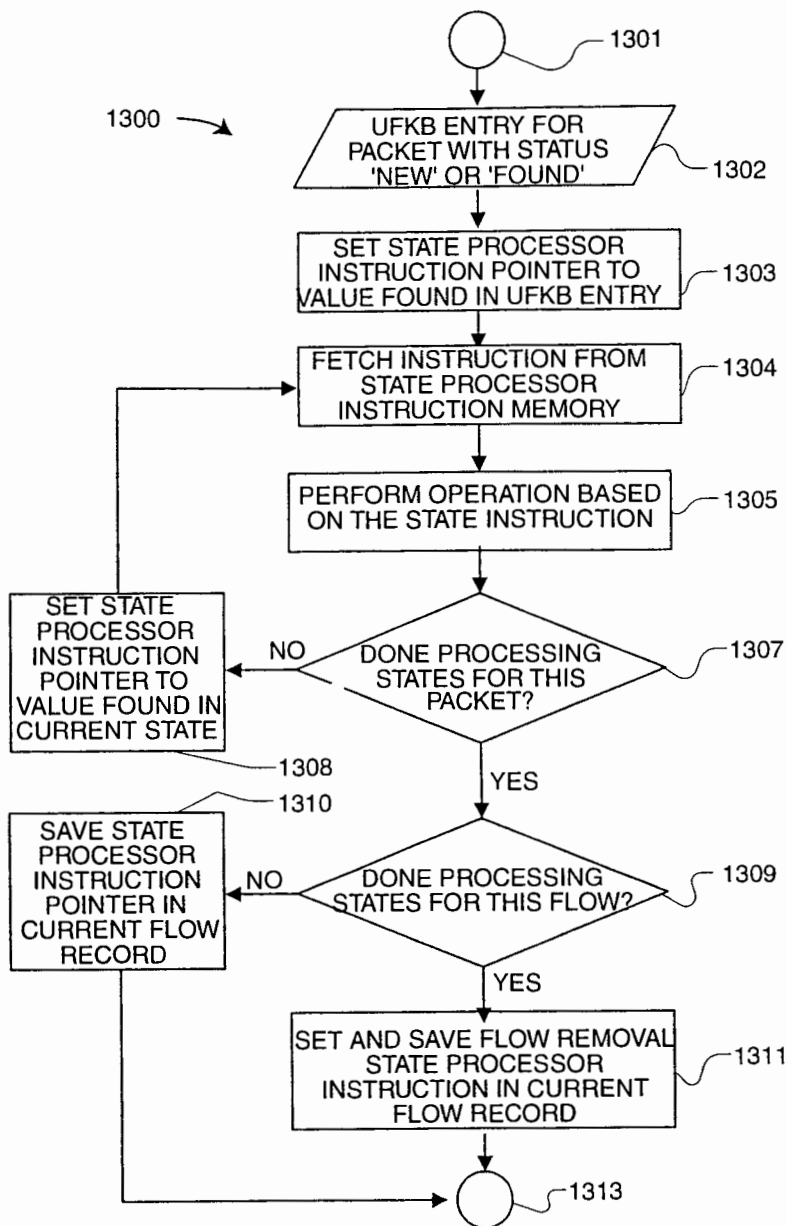 1301
1300
UFKB ENTRY FOR
PACKET WITH STATUS
'NEW' OR 'FOUND'
1302
SET STATE PROCESSOR
INSTRUCTION POINTER TO
VALUE FOUND IN UFKB ENTRY
1303
FETCH INSTRUCTION FROM
STATE PROCESSOR
INSTRUCTION MEMORY
1304
PERFORM OPERATION BASED
ON THE STATE INSTRUCTION
1305
SET STATE
PROCESSOR
INSTRUCTION
POINTER TO
VALUE FOUND IN
CURRENT STATE
NO
DONE PROCESSING
STATES FOR THIS
PACKET?
1307
1308
YES
1310
SAVE STATE
PROCESSOR
INSTRUCTION
POINTER IN
CURRENT FLOW
RECORD
NO
DONE PROCESSING
STATES FOR THIS FLOW?
1309
YES
SET AND SAVE FLOW REMOVAL
STATE PROCESSOR
INSTRUCTION IN CURRENT
FLOW RECORD
1311
1313